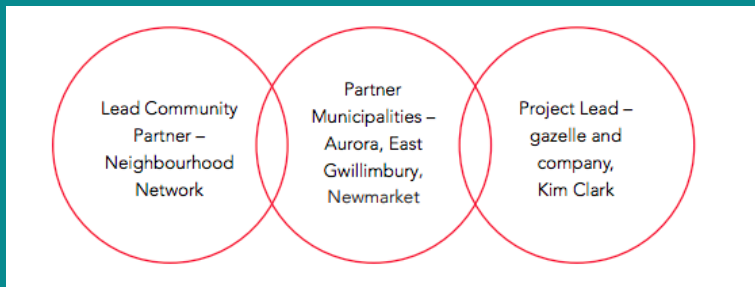 Lead Community
Partner –
Neighbourhood
Network
Partner
Municipalities –
Aurora, East
Gwillimbury,
Newmarket
Project Lead –
gazelle and
company,
Kim Clark